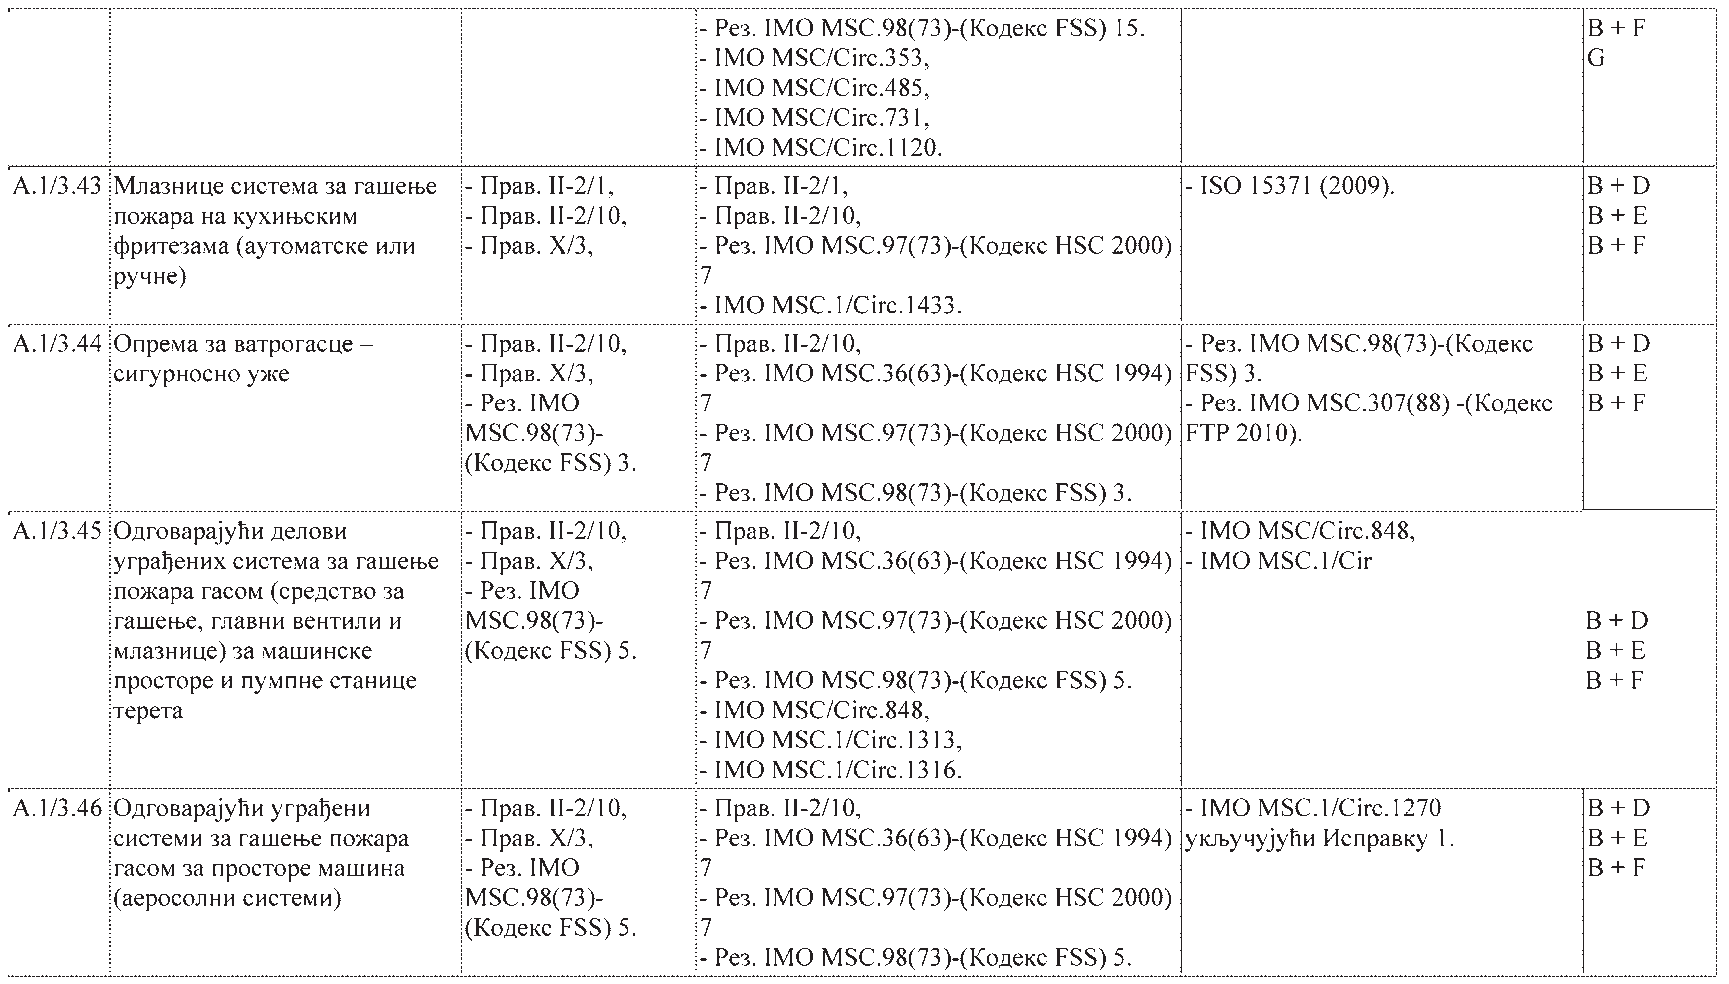 - Рез. IMO MSC.98(73)-(Кодекс FSS) 15.
- IMO MSC/Circ.353,
- IMO MSC/Circ.485,
- IMO MSC/Circ.731,
- IMO MSC/Circ.1120.
B + F
G
А.1/3.43
Млазнице система за гашење
пожара на кухињским
фритезама (аутоматске или
ручне)
- Прав. II-2/1,
- Прав. II-2/10,
- Прав. X/3,
- Прав. II-2/1,
- Прав. II-2/10,
- Рез. IMO MSC.97(73)-(Кодекс HSC 2000)
7
- IMO MSC.1/Circ.1433.
- ISO 15371 (2009).
B + D
B + E
B + F
А.1/3.44
Опрема за ватрогасце –
сигурносно уже
- Прав. II-2/10,
- Прав. X/3,
- Рез. IMO
MSC.98(73)-
(Кодекс FSS) 3.
- Прав. II-2/10,
- Рез. IMO MSC.36(63)-(Кодекс HSC 1994)
7
- Рез. IMO MSC.97(73)-(Кодекс HSC 2000)
7
- Рез. IMO MSC.98(73)-(Кодекс FSS) 3.
- Рез. IMO MSC.98(73)-(Кодекс
FSS) 3.
- Рез. IMO MSC.307(88) -(Кодекс
FTP 2010).
B + D
B + E
B + F
А.1/3.45
Одговарајући делови
уграђених система за гашење
пожара гасом (средство за
гашење, главни вентили и
млазнице) за машинске
просторе и пумпне станице
терета
- Прав. II-2/10,
- Прав. X/3,
- Рез. IMO
MSC.98(73)-
(Кодекс FSS) 5.
- Прав. II-2/10,
- Рез. IMO MSC.36(63)-(Кодекс HSC 1994)
7
- Рез. IMO MSC.97(73)-(Кодекс HSC 2000)
7
- Рез. IMO MSC.98(73)-(Кодекс FSS) 5.
- IMO MSC/Circ.848,
- IMO MSC.1/Circ.1313,
- IMO MSC.1/Circ.1316.
- IMO MSC/Circ.848,
- IMO MSC.1/Cir
B + D
B + E
B + F
А.1/3.46
Одговарајући уграђени
системи за гашење пожара
гасом за просторе машина
(аеросолни системи)
- Прав. II-2/10,
- Прав. X/3,
- Рез. IMO
MSC.98(73)-
(Кодекс FSS) 5.
- Прав. II-2/10,
- Рез. IMO MSC.36(63)-(Кодекс HSC 1994)
7
- Рез. IMO MSC.97(73)-(Кодекс HSC 2000)
7
- Рез. IMO MSC.98(73)-(Кодекс FSS) 5.
- IMO MSC.1/Circ.1270
укључујући Исправку 1.
B + D
B + E
B + F